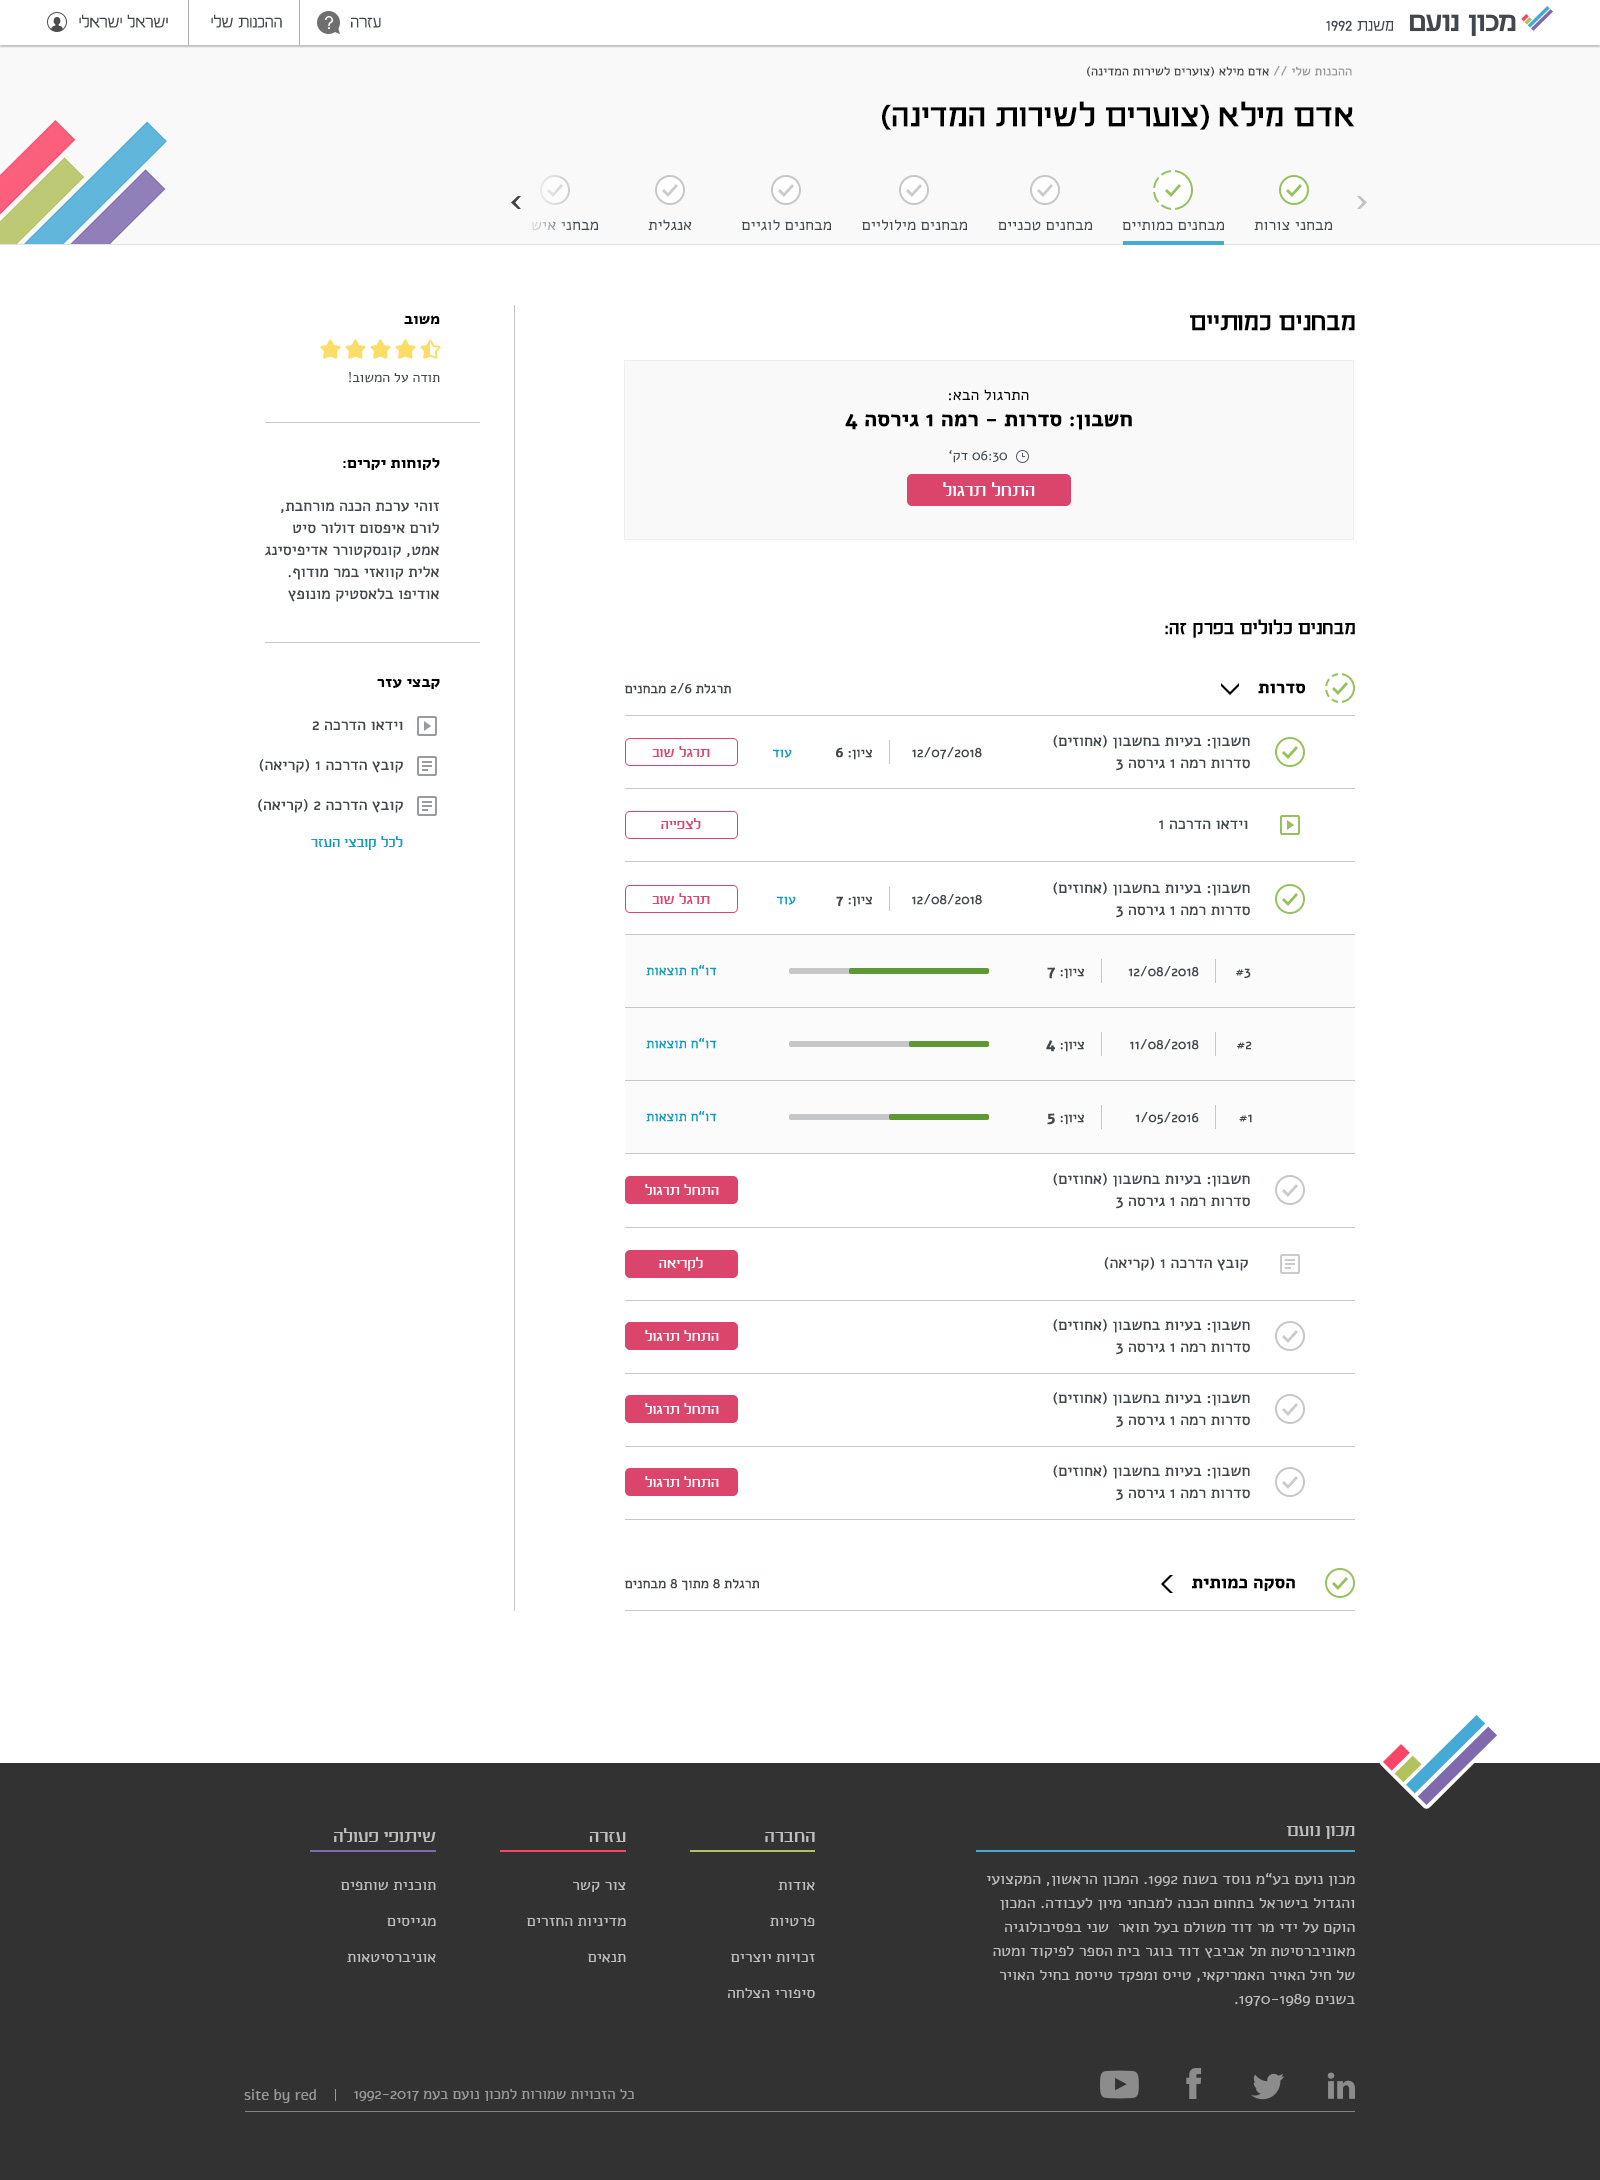 מכון נועם משנת 1992
עזרה
ההכנות שלי
ישראל ישראלי
ההכנות שלי // אדם מילא (צוערים לשירות המדינה)
אדם מילא (צוערים לשירות המדינה)
מבחני צורות
מבחנים כמותיים
מבחנים טכניים
מבחנים מילוליים
מבחנים לוגיים
אנגלית
מבחני איש
מבחנים כמותיים
התרגול הבא:
חשבון: סדרות - רמה 1 גירסה 4
06:30 דק'
התחל תרגול
מבחנים כלולים בפרק זה:
סדרות
תרגלת 2/6 מבחנים
חשבון: בעיות בחשבון (אחוזים)
סדרות רמה 1 גירסה 3
12/07/2018
ציון: 6
עוד
תרגל שוב
וידאו הדרכה 1
לצפייה
חשבון: בעיות בחשבון (אחוזים)
סדרות רמה 1 גירסה 3
12/08/2018
ציון: 7
עוד
תרגל שוב
#3
12/08/2018
ציון: 7
דו"ח תוצאות
#2
11/08/2018
ציון: 4
דו"ח תוצאות
#1
1/05/2016
ציון: 5
דו"ח תוצאות
חשבון: בעיות בחשבון (אחוזים)
סדרות רמה 1 גירסה 3
התחל תרגול
קובץ הדרכה 1 (קריאה)
לקריאה
חשבון: בעיות בחשבון (אחוזים)
סדרות רמה 1 גירסה 3
התחל תרגול
חשבון: בעיות בחשבון (אחוזים)
סדרות רמה 1 גירסה 3
התחל תרגול
חשבון: בעיות בחשבון (אחוזים)
סדרות רמה 1 גירסה 3
התחל תרגול
הסקה כמותית
תרגלת 8 מתוך 8 מבחנים
משוב
תודה על המשוב!
לקוחות יקרים:
זוהי ערכת הכנה מורחבת,
לורם איפסום דולור סיט
אמט, קונסקטורר אדיפיסינג
אלית קוואזי במר מודוף.
אודיפו בלאסטיק מונופץ
קבצי עזר
וידאו הדרכה 2
קובץ הדרכה 1 (קריאה)
קובץ הדרכה 2 (קריאה)
לכל קובצי העזר
מכון נועם
מכון נועם בע"מ נוסד בשנת 1992. המכון הראשון, המקצועי
והגדול בישראל בתחום הכנה למבחני מיון לעבודה. המכון
הוקם על ידי מר דוד משולם בעל תואר שני בפסיכולוגיה
מאוניברסיטת תל אביבץ דוד בוגר בית הספר לפיקוד ומטה
של חיל האויר האמריקאי, טייס ומפקד טייסת בחיל האויר
בשנים 1970-1989.
החברה
אודות
פרטיות
זכויות יוצרים
סיפורי הצלחה
עזרה
צור קשר
מדיניות החזרים
תנאים
שיתופי פעולה
תוכנית שותפים
מגייסים
אוניברסיטאות
כל הזכויות שמורות למכון נועם בעמ 1992-2017 | site by red